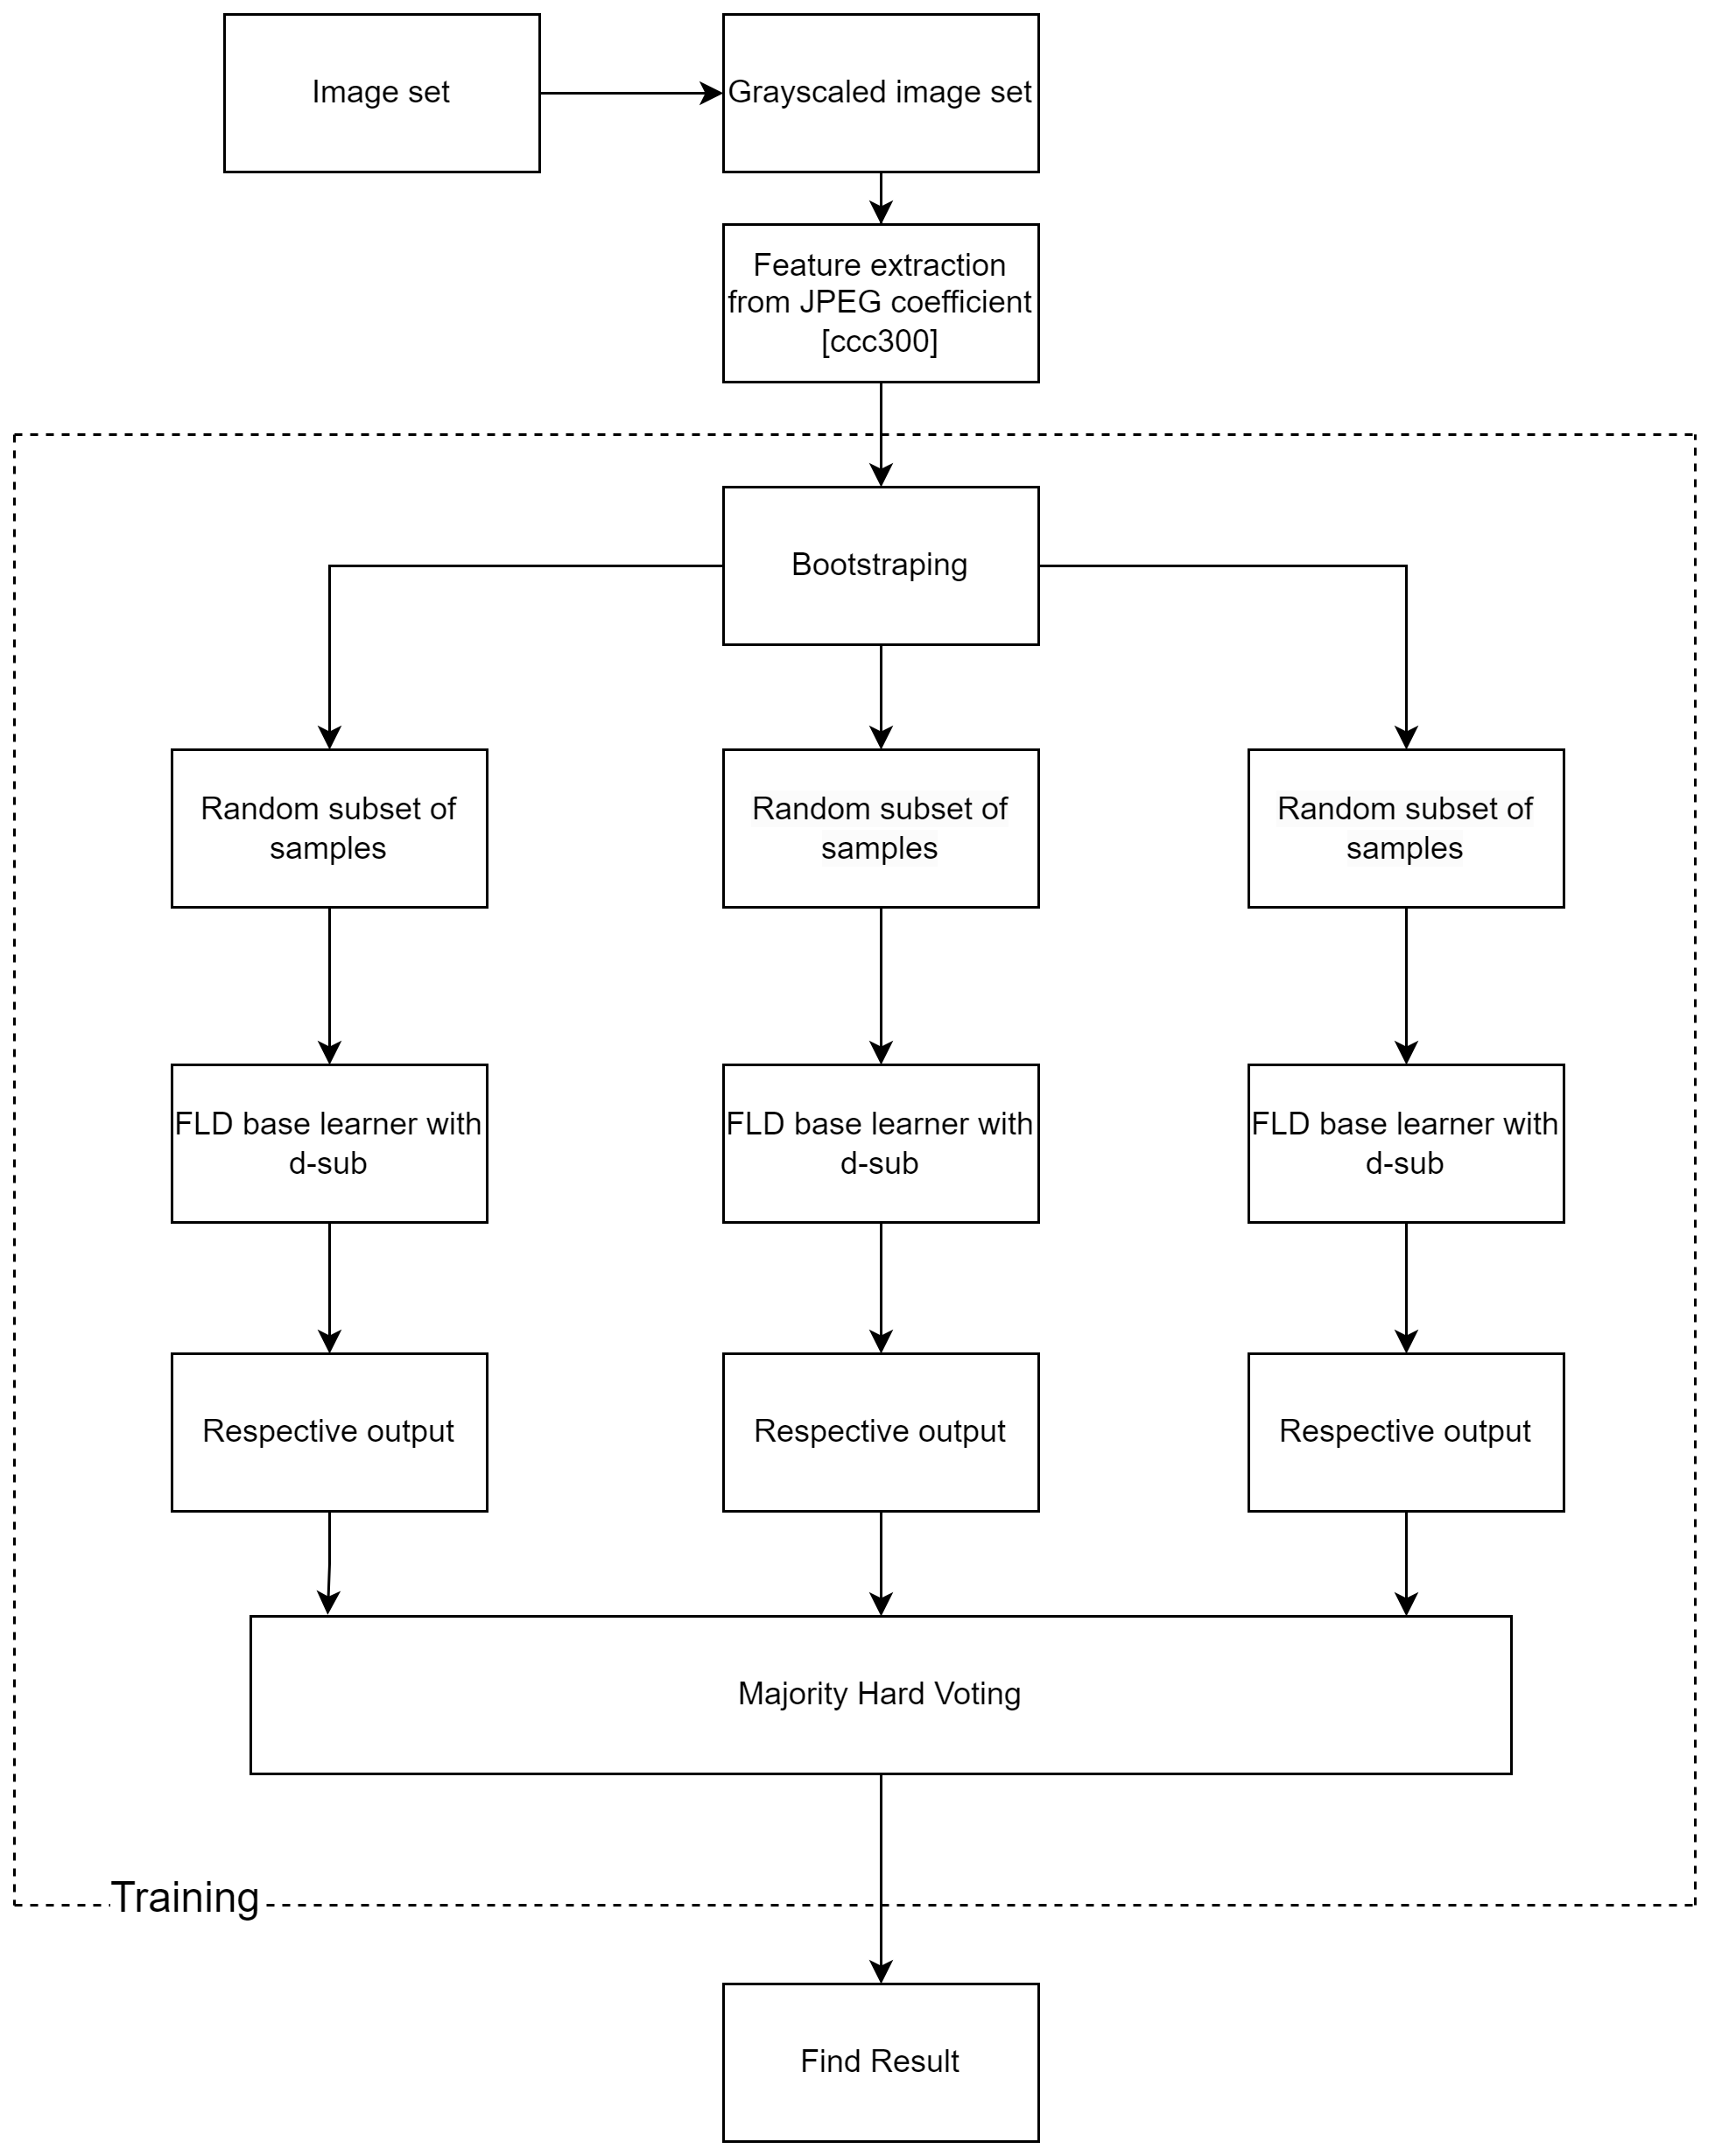 Image set
Grayscaled image set
Feature extraction
from JPEG coefficient
[ccc300]
Bootstraping
Random subset of
samples
Random subset of
samples
Random subset of
samples
FLD base learner with
d-sub
FLD base learner with
d-sub
FLD base learner with
d-sub
Respective output
Respective output
Respective output
Majority Hard Voting
Training
Find Result